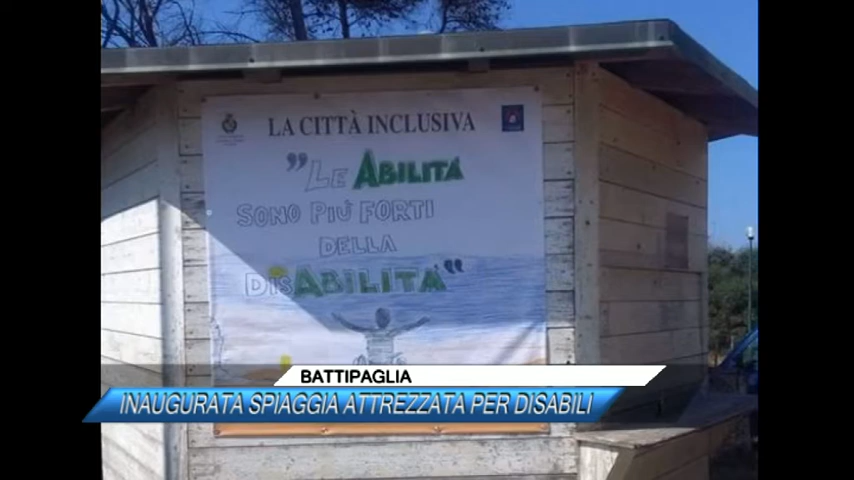 LA CITTÀ INCLUSIVA
"LE ABILITÀ
SONO PIÙ FORTI
DELLA
DISABILITÀ"
BATTIPAGLIA
INAUGURATA SPIAGGIA ATTREZZATA PER DISABILI